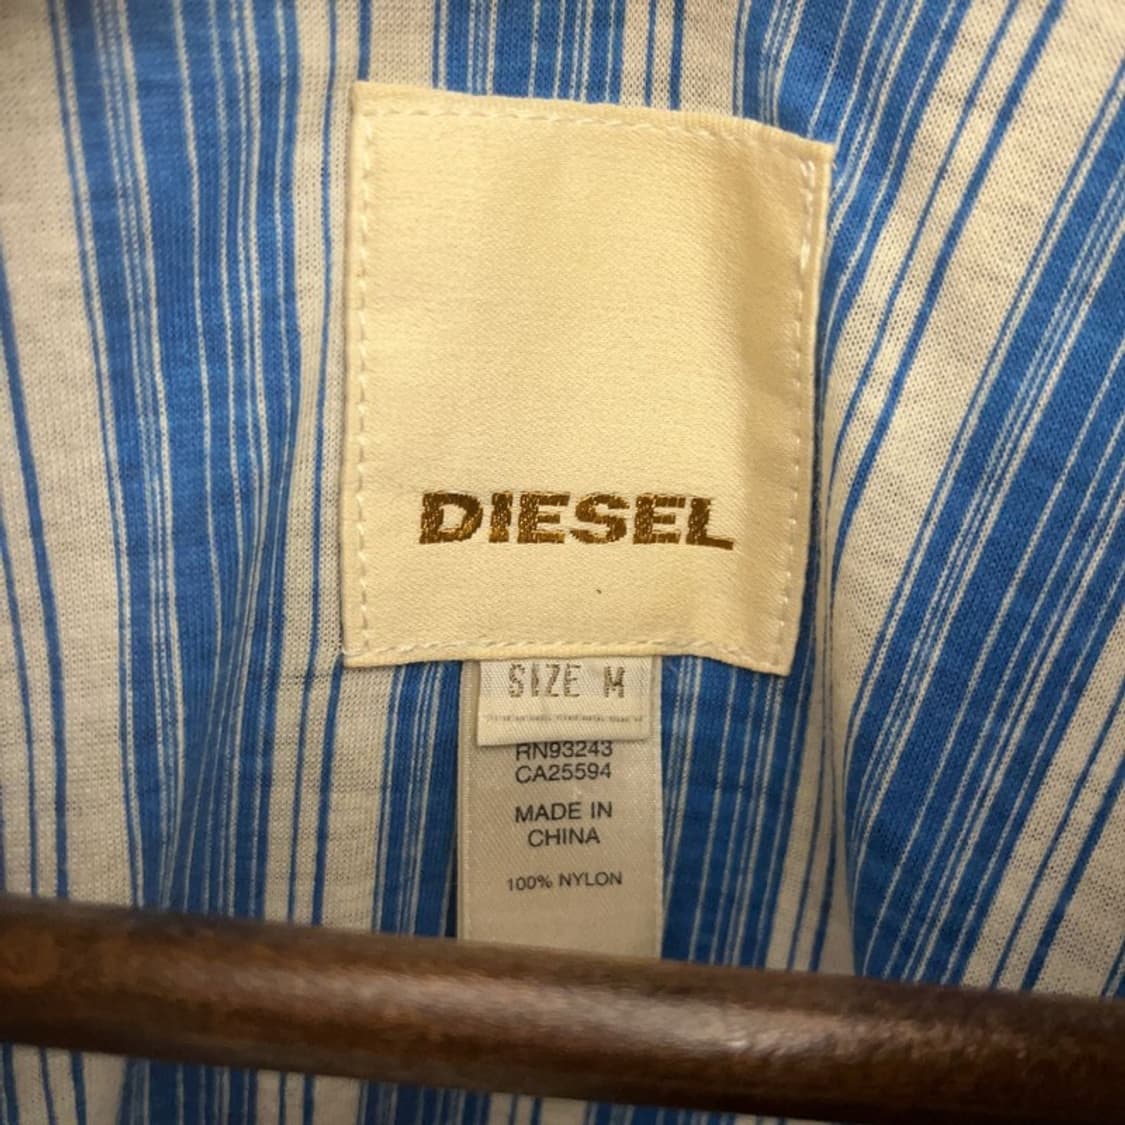 DIESEL
SIZE M
RN93243
CA25594
MADE IN
CHINA
100% NYLON